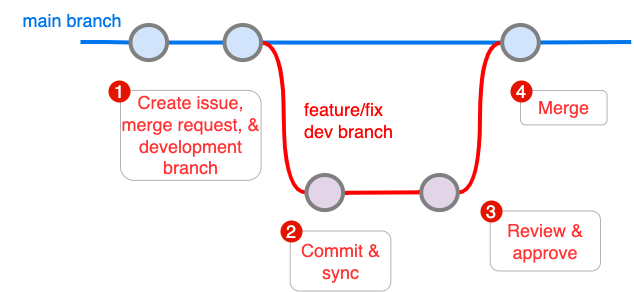 main branch
1
Create issue,
merge request, &
development
branch
feature/fix
dev branch
2
Commit &
sync
3
Review &
approve
4
Merge